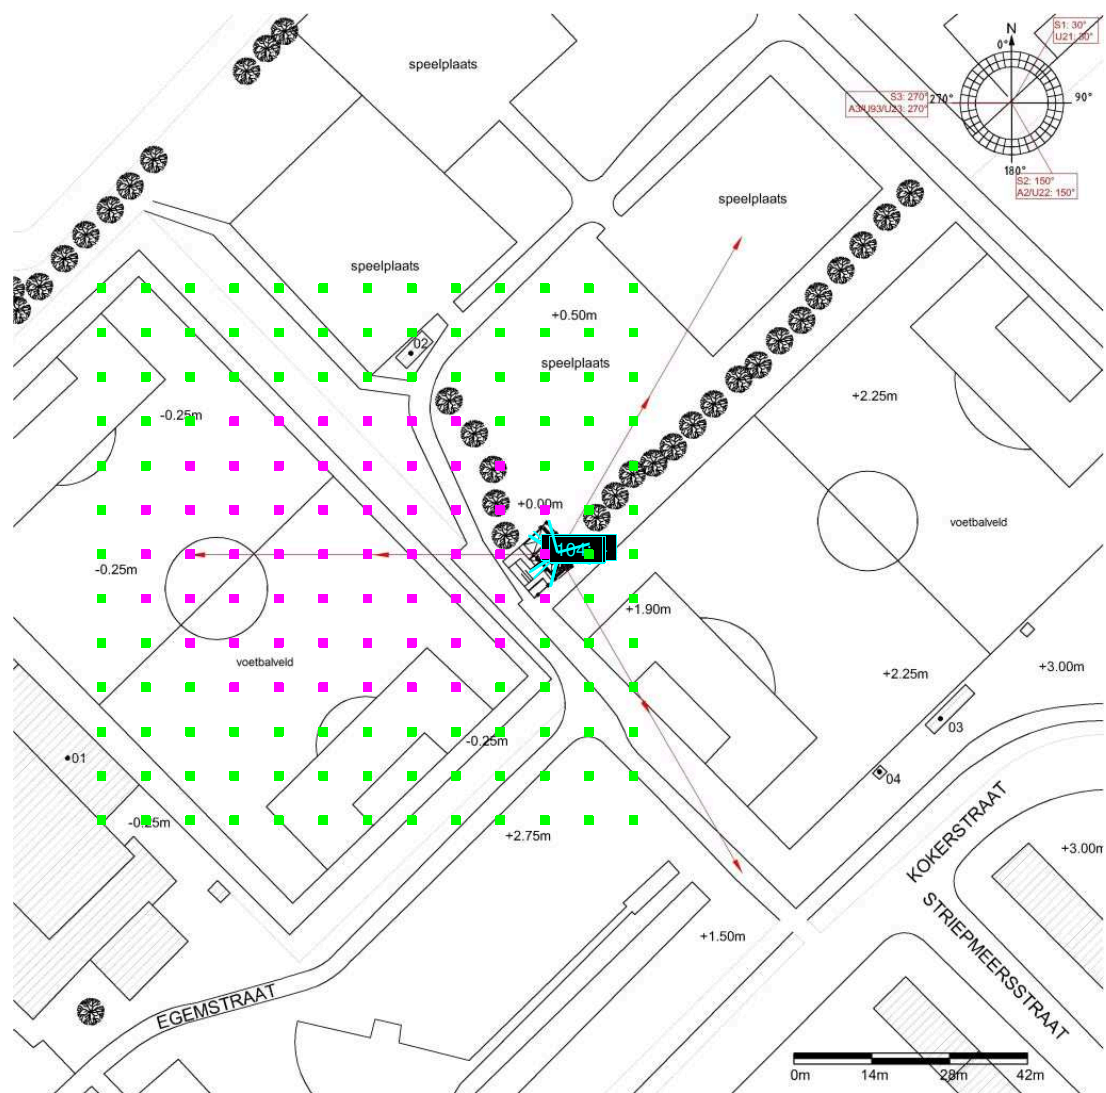 S1: 30°
U21: 30°
N
0°
speelplaats
S3: 270°
A3/U93/U23: 270°
270°
90°
180°
S2: 150°
A2/U22: 150°
speelplaats
speelplaats
+0.50m
02
speelplaats
+2.25m
-0.25m
+0.00m
voetbalveld
104
-0.25m
+1.90m
voetbalveld
+3.00m
+2.25m
03
-0.25m
01
04
-0.25m
+2.75m
KOKERSTRAAT
+3.00m
STRIEPMEERSSTRAAT
+1.50m
EGEMSTRAAT
0m
14m
28m
42m